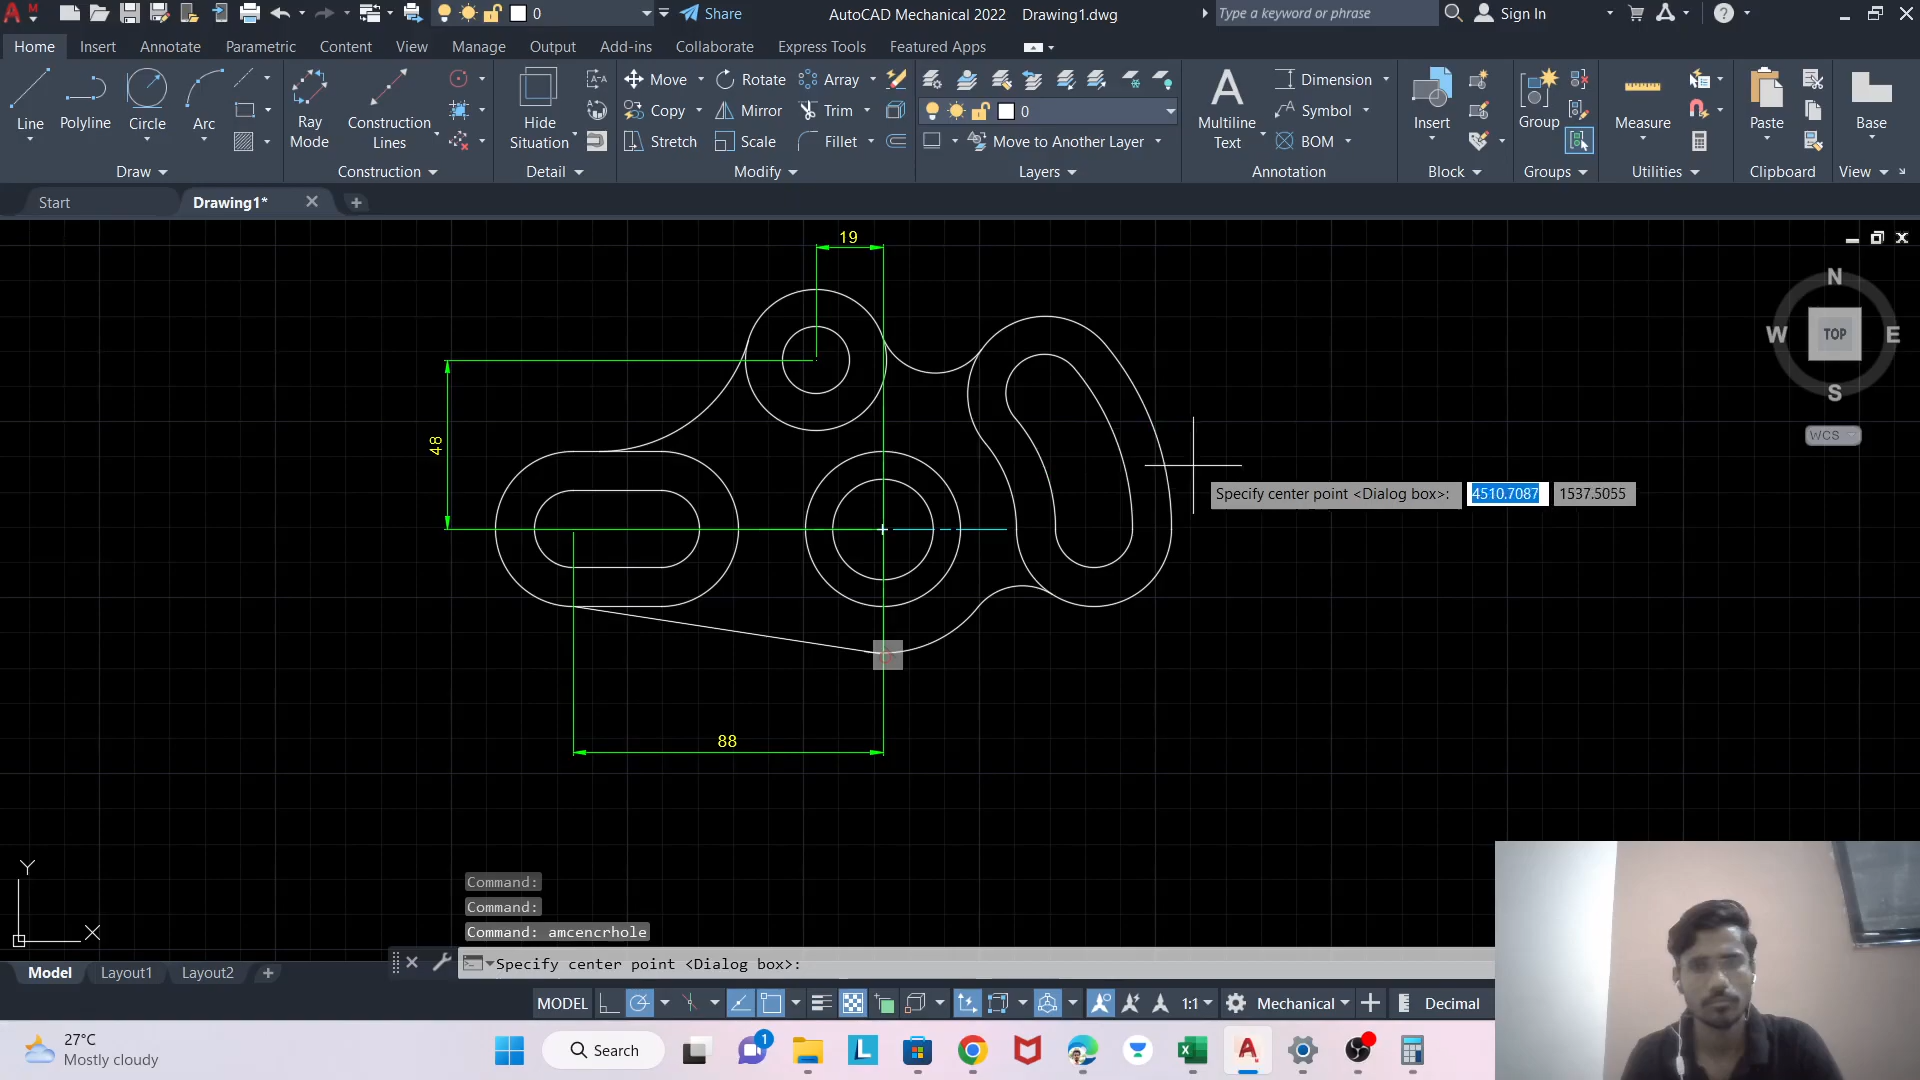 0
Share
AutoCAD Mechanical 2022 Drawing1.dwg
Type a keyword or phrase
Sign In
Home Insert Annotate Parametric Content View Manage Output Add-ins Collaborate Express Tools Featured Apps
Line
Polyline
Circle
Arc
Draw
Ray
Mode
Construction
Lines
Construction
Hide
Situation
Detail
Move Rotate Array
Copy Mirror Trim
Stretch Scale Fillet
Modify
0
Move to Another Layer
Layers
A
Multiline
Text
Dimension
Symbol
BOM
Annotation
Insert
Block
Group
Groups
Measure
Utilities
Paste
Clipboard
Base
View
Start
Drawing1*
19
48
88
N
W TOP E
S
WCS
Specify center point <Dialog box>: 4510.7087 1537.5055
Y
X
Command:
Command:
Command: amcencrhole
Specify center point <Dialog box>:
Model Layout1 Layout2
MODEL
1:1
Mechanical
Decimal
27°C
Mostly cloudy
Search
1